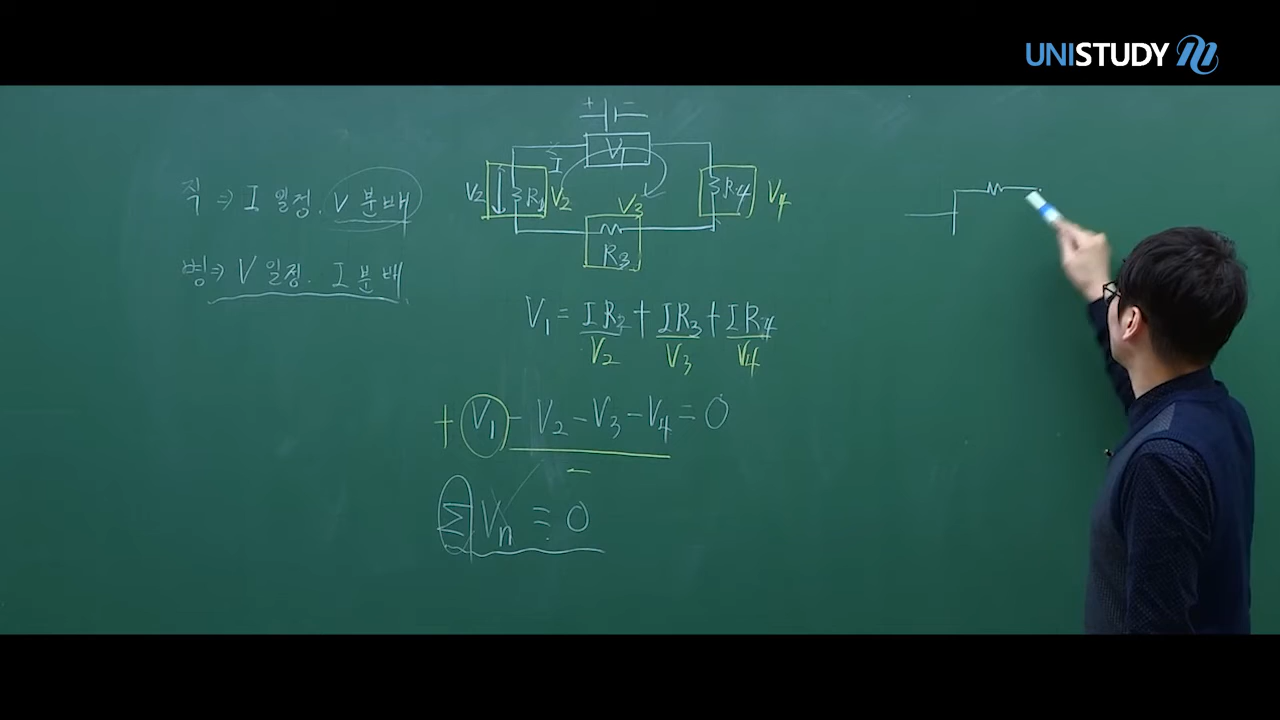 UNISTUDY
+ -
V1
I
V2 R2 V2
R4 V4
V3
R3
직 ⇒ I 일정. V 분배
병 ⇒ V 일정. I 분배
V1 = IR2 + IR3 + IR4
V2 V3 V4
+ V1 - V2 - V3 - V4 = 0
-
Σ Vn = 0